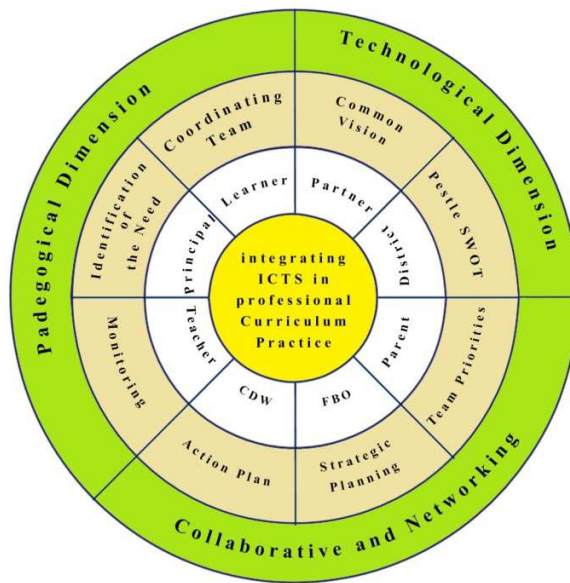 Padegogical Dimension
Technological Dimension
Collaborative and Networking
Coordinating
Team
Common
Vision
Pestle SWOT
Team Priorities
Strategic
Planning
Action Plan
Monitoring
Identification
of
the Need
Learner
Partner
District
Parent
FBO
CDW
Teacher
Principal
integrating
ICTS in
professional
Curriculum
Practice